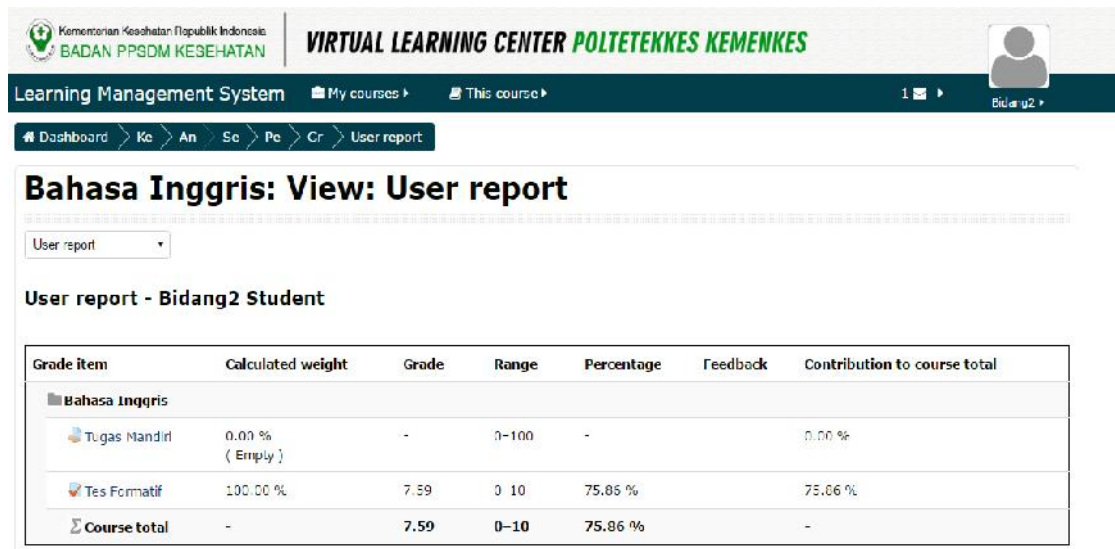 Kementerian Kesehatan Republik Indonesia
BADAN PPSDM KESEHATAN
VIRTUAL LEARNING CENTER POLTETEKKES KEMENKES
Learning Management System My courses This course 1 Bidang2
Dashboard Ke An Se Pe Gr User report
Bahasa Inggris: View: User report
User report
User report - Bidang2 Student
Grade item Calculated weight Grade Range Percentage Feedback Contribution to course total
Bahasa Inggris
Tugas Mandiri 0.00 % - 0–100 - 0.00 %
( Empty )
Tes Formatif 100.00 % 7.59 0–10 75.86 % 75.86 %
Σ Course total - 7.59 0–10 75.86 % -